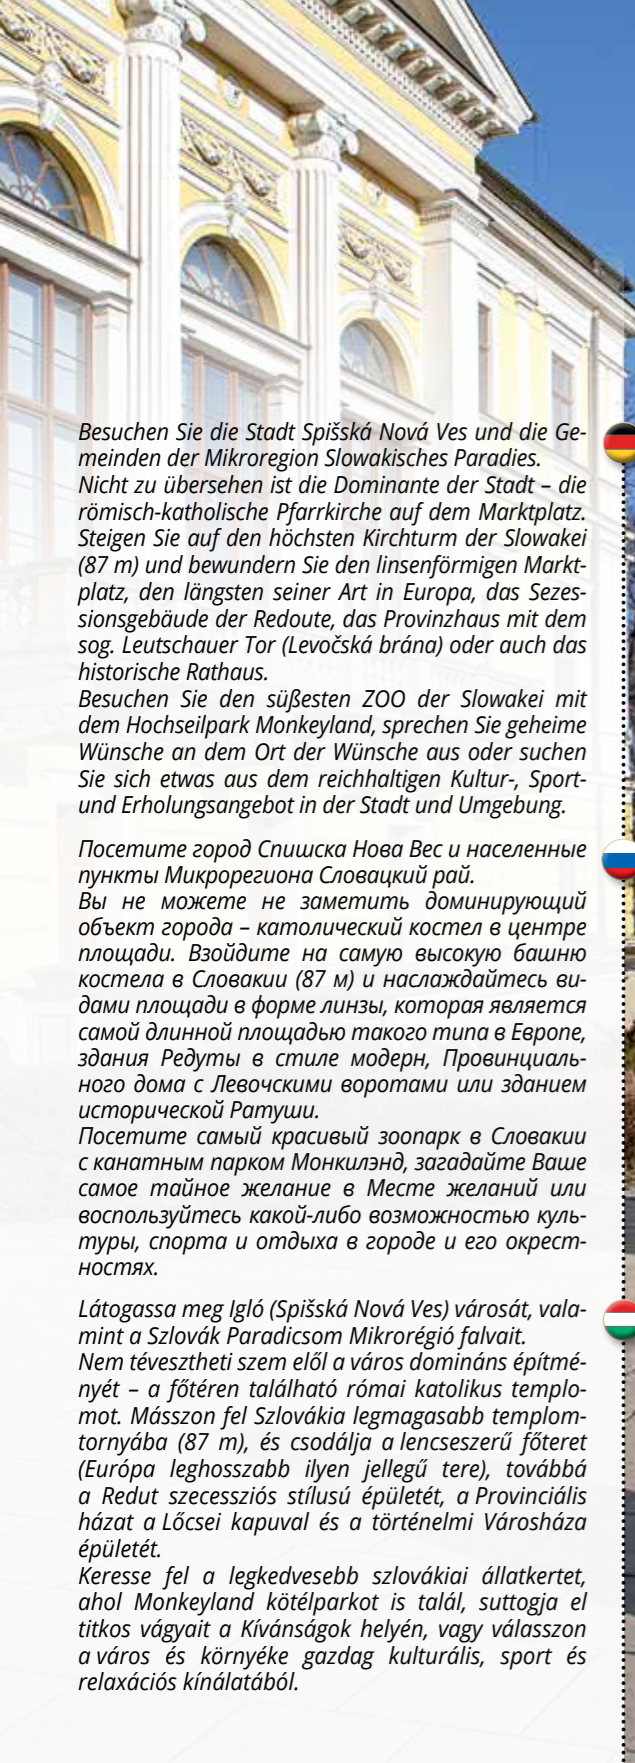 Besuchen Sie die Stadt Spišská Nová Ves und die Ge-
meinden der Mikroregion Slowakisches Paradies.
Nicht zu übersehen ist die Dominante der Stadt – die
römisch-katholische Pfarrkirche auf dem Marktplatz.
Steigen Sie auf den höchsten Kirchturm der Slowakei
(87 m) und bewundern Sie den linsenförmigen Markt-
platz, den längsten seiner Art in Europa, das Sezes-
sionsgebäude der Redoute, das Provinzhaus mit dem
sog. Leutschauer Tor (Levočská brána) oder auch das
historische Rathaus.
Besuchen Sie den süßesten ZOO der Slowakei mit
dem Hochseilpark Monkeyland, sprechen Sie geheime
Wünsche an dem Ort der Wünsche aus oder suchen
Sie sich etwas aus dem reichhaltigen Kultur-, Sport-
und Erholungsangebot in der Stadt und Umgebung.
Посетите город Спишска Нова Вес и населенные
пункты Микрорегиона Словацкий рай.
Вы не можете не заметить доминирующий
объект города – католический костел в центре
площади. Взойдите на самую высокую башню
костела в Словакии (87 м) и наслаждайтесь ви-
дами площади в форме линзы, которая является
самой длинной площадью такого типа в Европе,
здания Редуты в стиле модерн, Провинциаль-
ного дома с Левочскими воротами или зданием
исторической Ратуши.
Посетите самый красивый зоопарк в Словакии
с канатным парком Монкилэнд, загадайте Ваше
самое тайное желание в Месте желаний или
воспользуйтесь какой-либо возможностью куль-
туры, спорта и отдыха в городе и его окрест-
ностях.
Látogassa meg Igló (Spišská Nová Ves) városát, vala-
mint a Szlovák Paradicsom Mikrorégió falvait.
Nem tévesztheti szem elől a város domináns építmé-
nyét – a főtéren található római katolikus templo-
mot. Másszon fel Szlovákia legmagasabb templom-
tornyába (87 m), és csodálja a lencseszerű főteret
(Európa leghosszabb ilyen jellegű tere), továbbá
a Redut szecessziós stílusú épületét, a Provinciális
házat a Lőcsei kapuval és a történelmi Városháza
épületét.
Keresse fel a legkedvesebb szlovákiai állatkertet,
ahol Monkeyland kötélparkot is talál, suttogja el
titkos vágyait a Kívánságok helyén, vagy válasszon
a város és környéke gazdag kulturális, sport és
relaxációs kínálatából.